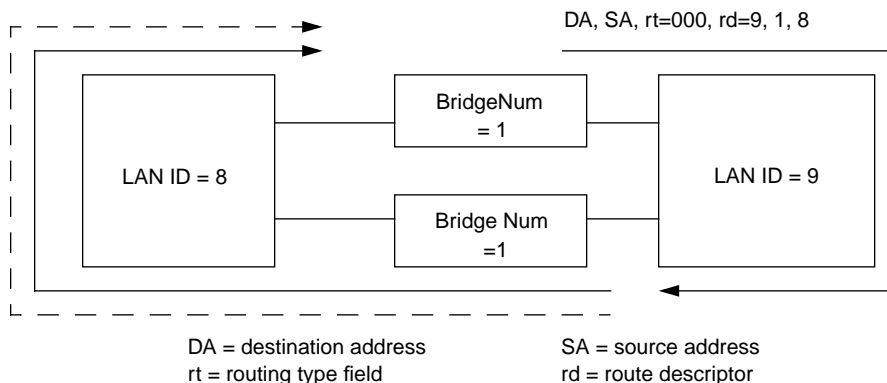 DA, SA, rt=000, rd=9, 1, 8
BridgeNum
= 1
LAN ID = 8
LAN ID = 9
Bridge Num
=1
DA = destination address
SA = source address
rt = routing type field
rd = route descriptor